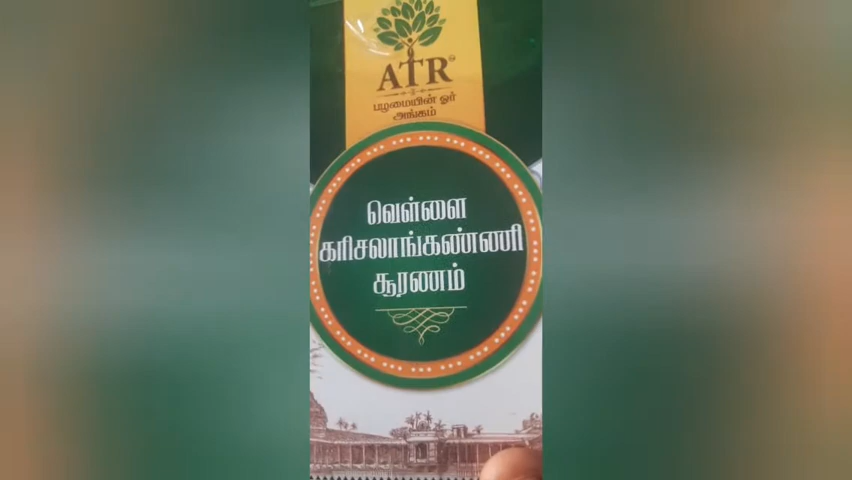 ATR
பழமையின் ஓர்
அங்கம்
வெள்ளை
கரிசலாங்கண்ணி
சூரணம்